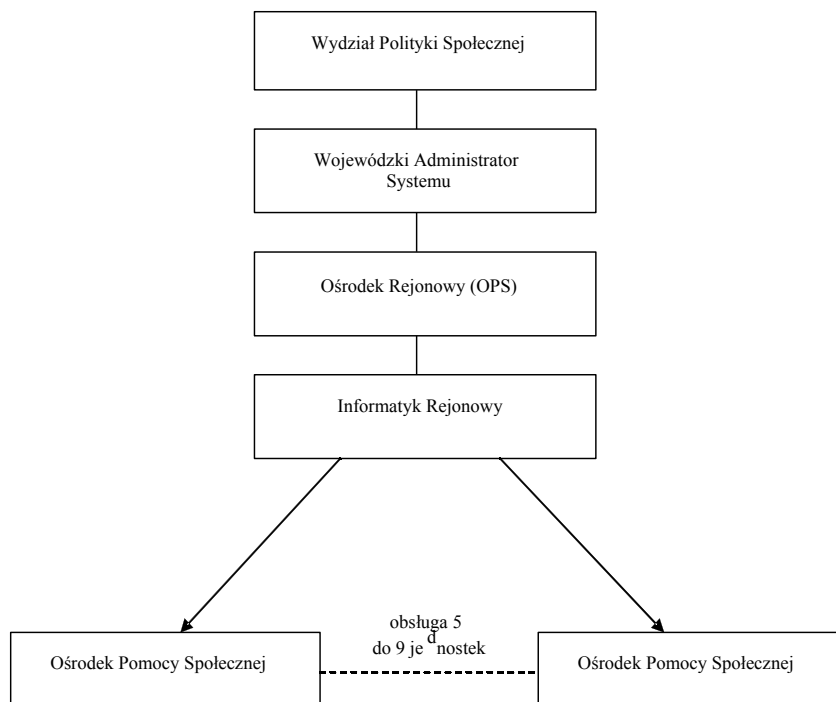 Wydział Polityki Społecznej
Wojewódzki Administrator
Systemu
Ośrodek Rejonowy (OPS)
Informatyk Rejonowy
obsługa 5
do 9 jednostek
Ośrodek Pomocy Społecznej
Ośrodek Pomocy Społecznej